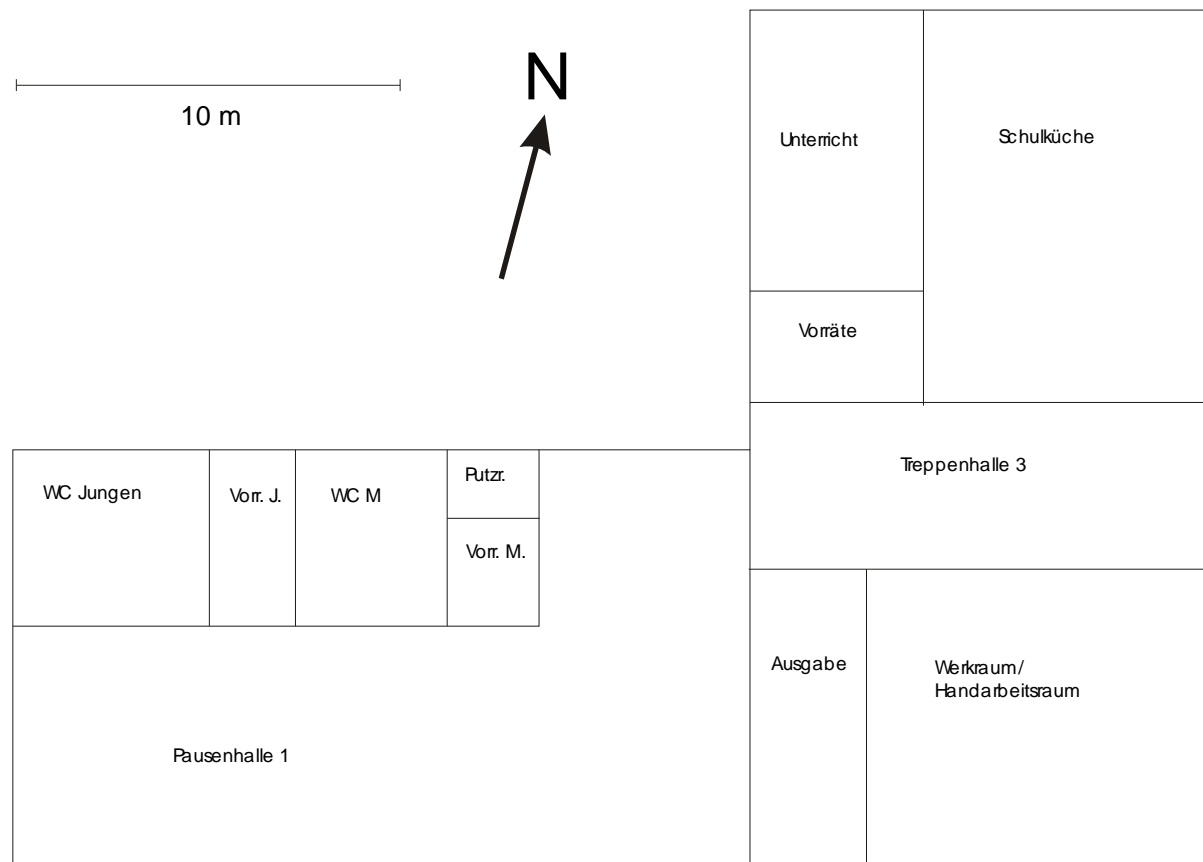 10 m
N
Unterricht
Schulküche
Vorräte
Treppenhalle 3
WC Jungen
Vorr. J.
WC M
Putzr.
Vorr. M.
Ausgabe
Werkraum/
Handarbeitsraum
Pausenhalle 1